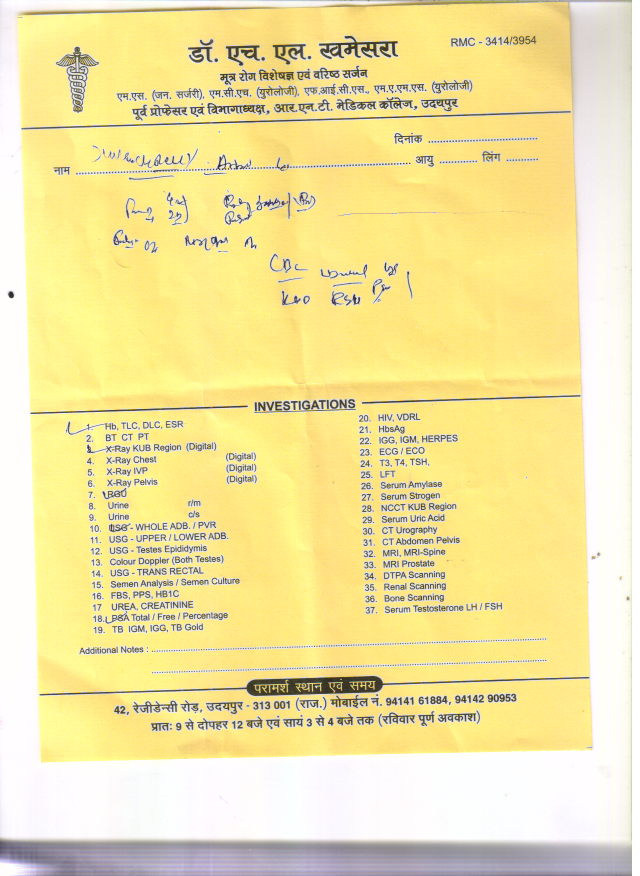 RMC - 3414/3954
डॉ. एच. एल. खमेसरा
मूत्र रोग विशेषज्ञ एवं वरिष्ठ सर्जन
एम.एस. (जन. सर्जरी), एम.सी.एच. (युरोलोजी), एफ.आई.सी.एस., एम.ए.एम.एस. (युरोलोजी)
पूर्व प्रोफेसर एवं विभागाध्यक्ष, आर.एन.टी. मेडिकल कॉलेज, उदयपुर
दिनांक
नाम आयु लिंग
CBC
INVESTIGATIONS
1. Hb, TLC, DLC, ESR
2. BT CT PT
3. X-Ray KUB Region (Digital)
4. X-Ray Chest (Digital)
5. X-Ray IVP (Digital)
6. X-Ray Pelvis (Digital)
7. RGU
8. Urine r/m
9. Urine c/s
10. USG - WHOLE ADB. / PVR
11. USG - UPPER / LOWER ADB.
12. USG - Testes Epididymis
13. Colour Doppler (Both Testes)
14. USG - TRANS RECTAL
15. Semen Analysis / Semen Culture
16. FBS, PPS, HB1C
17 UREA, CREATININE
18. PSA Total / Free / Percentage
19. TB IGM, IGG, TB Gold
20. HIV, VDRL
21. HbsAg
22. IGG, IGM, HERPES
23. ECG / ECO
24. T3, T4, TSH,
25. LFT
26. Serum Amylase
27. Serum Strogen
28. NCCT KUB Region
29. Serum Uric Acid
30. CT Urography
31. CT Abdomen Pelvis
32. MRI, MRI-Spine
33. MRI Prostate
34. DTPA Scanning
35. Renal Scanning
36. Bone Scanning
37. Serum Testosterone LH / FSH
Additional Notes :
परामर्श स्थान एवं समय
42, रेजीडेन्सी रोड़, उदयपुर - 313 001 (राज.) मोबाईल नं. 94141 61884, 94142 90953
प्रातः 9 से दोपहर 12 बजे एवं सायं 3 से 4 बजे तक (रविवार पूर्ण अवकाश)